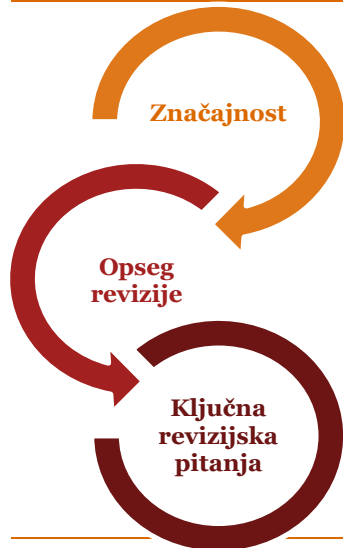 Značajnost
Opseg
revizije
Ključna
revizijska
pitanja